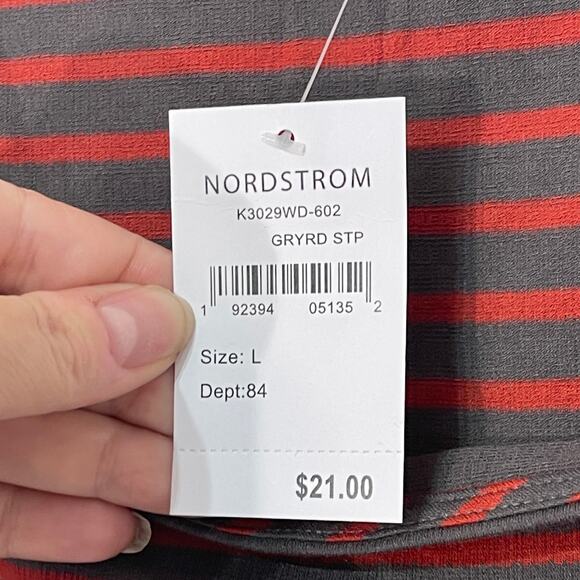 NORDSTROM
K3029WD-602
GRYRD STP
1 92394 05135 2
Size: L
Dept:84
$21.00